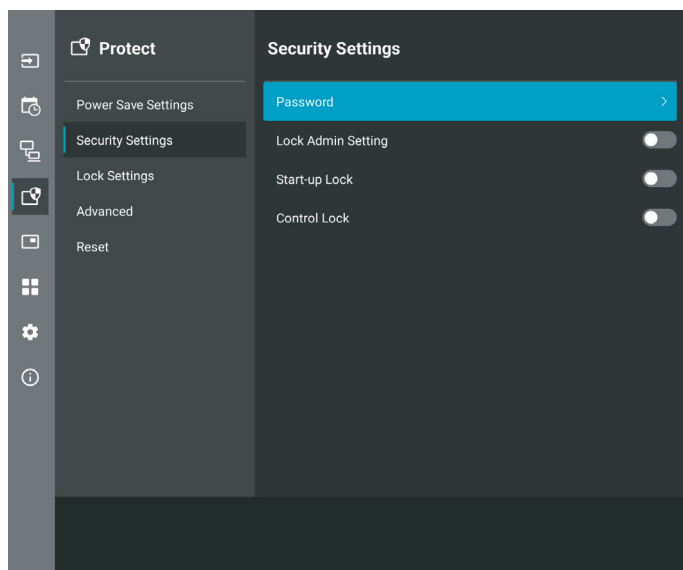 Protect
Power Save Settings
Security Settings
Lock Settings
Advanced
Reset
Security Settings
Password
Lock Admin Setting
Start-up Lock
Control Lock